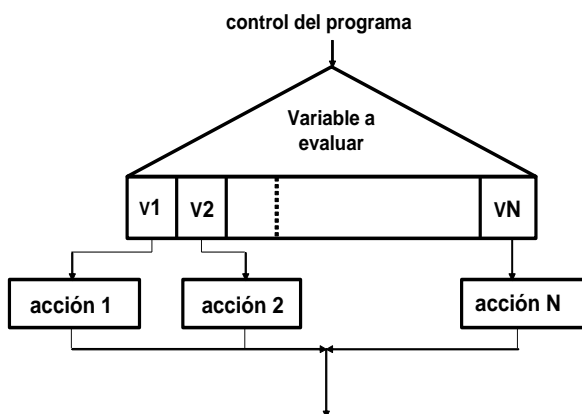 control del programa
Variable a
evaluar
v1 v2 vN
acción 1 acción 2 acción N